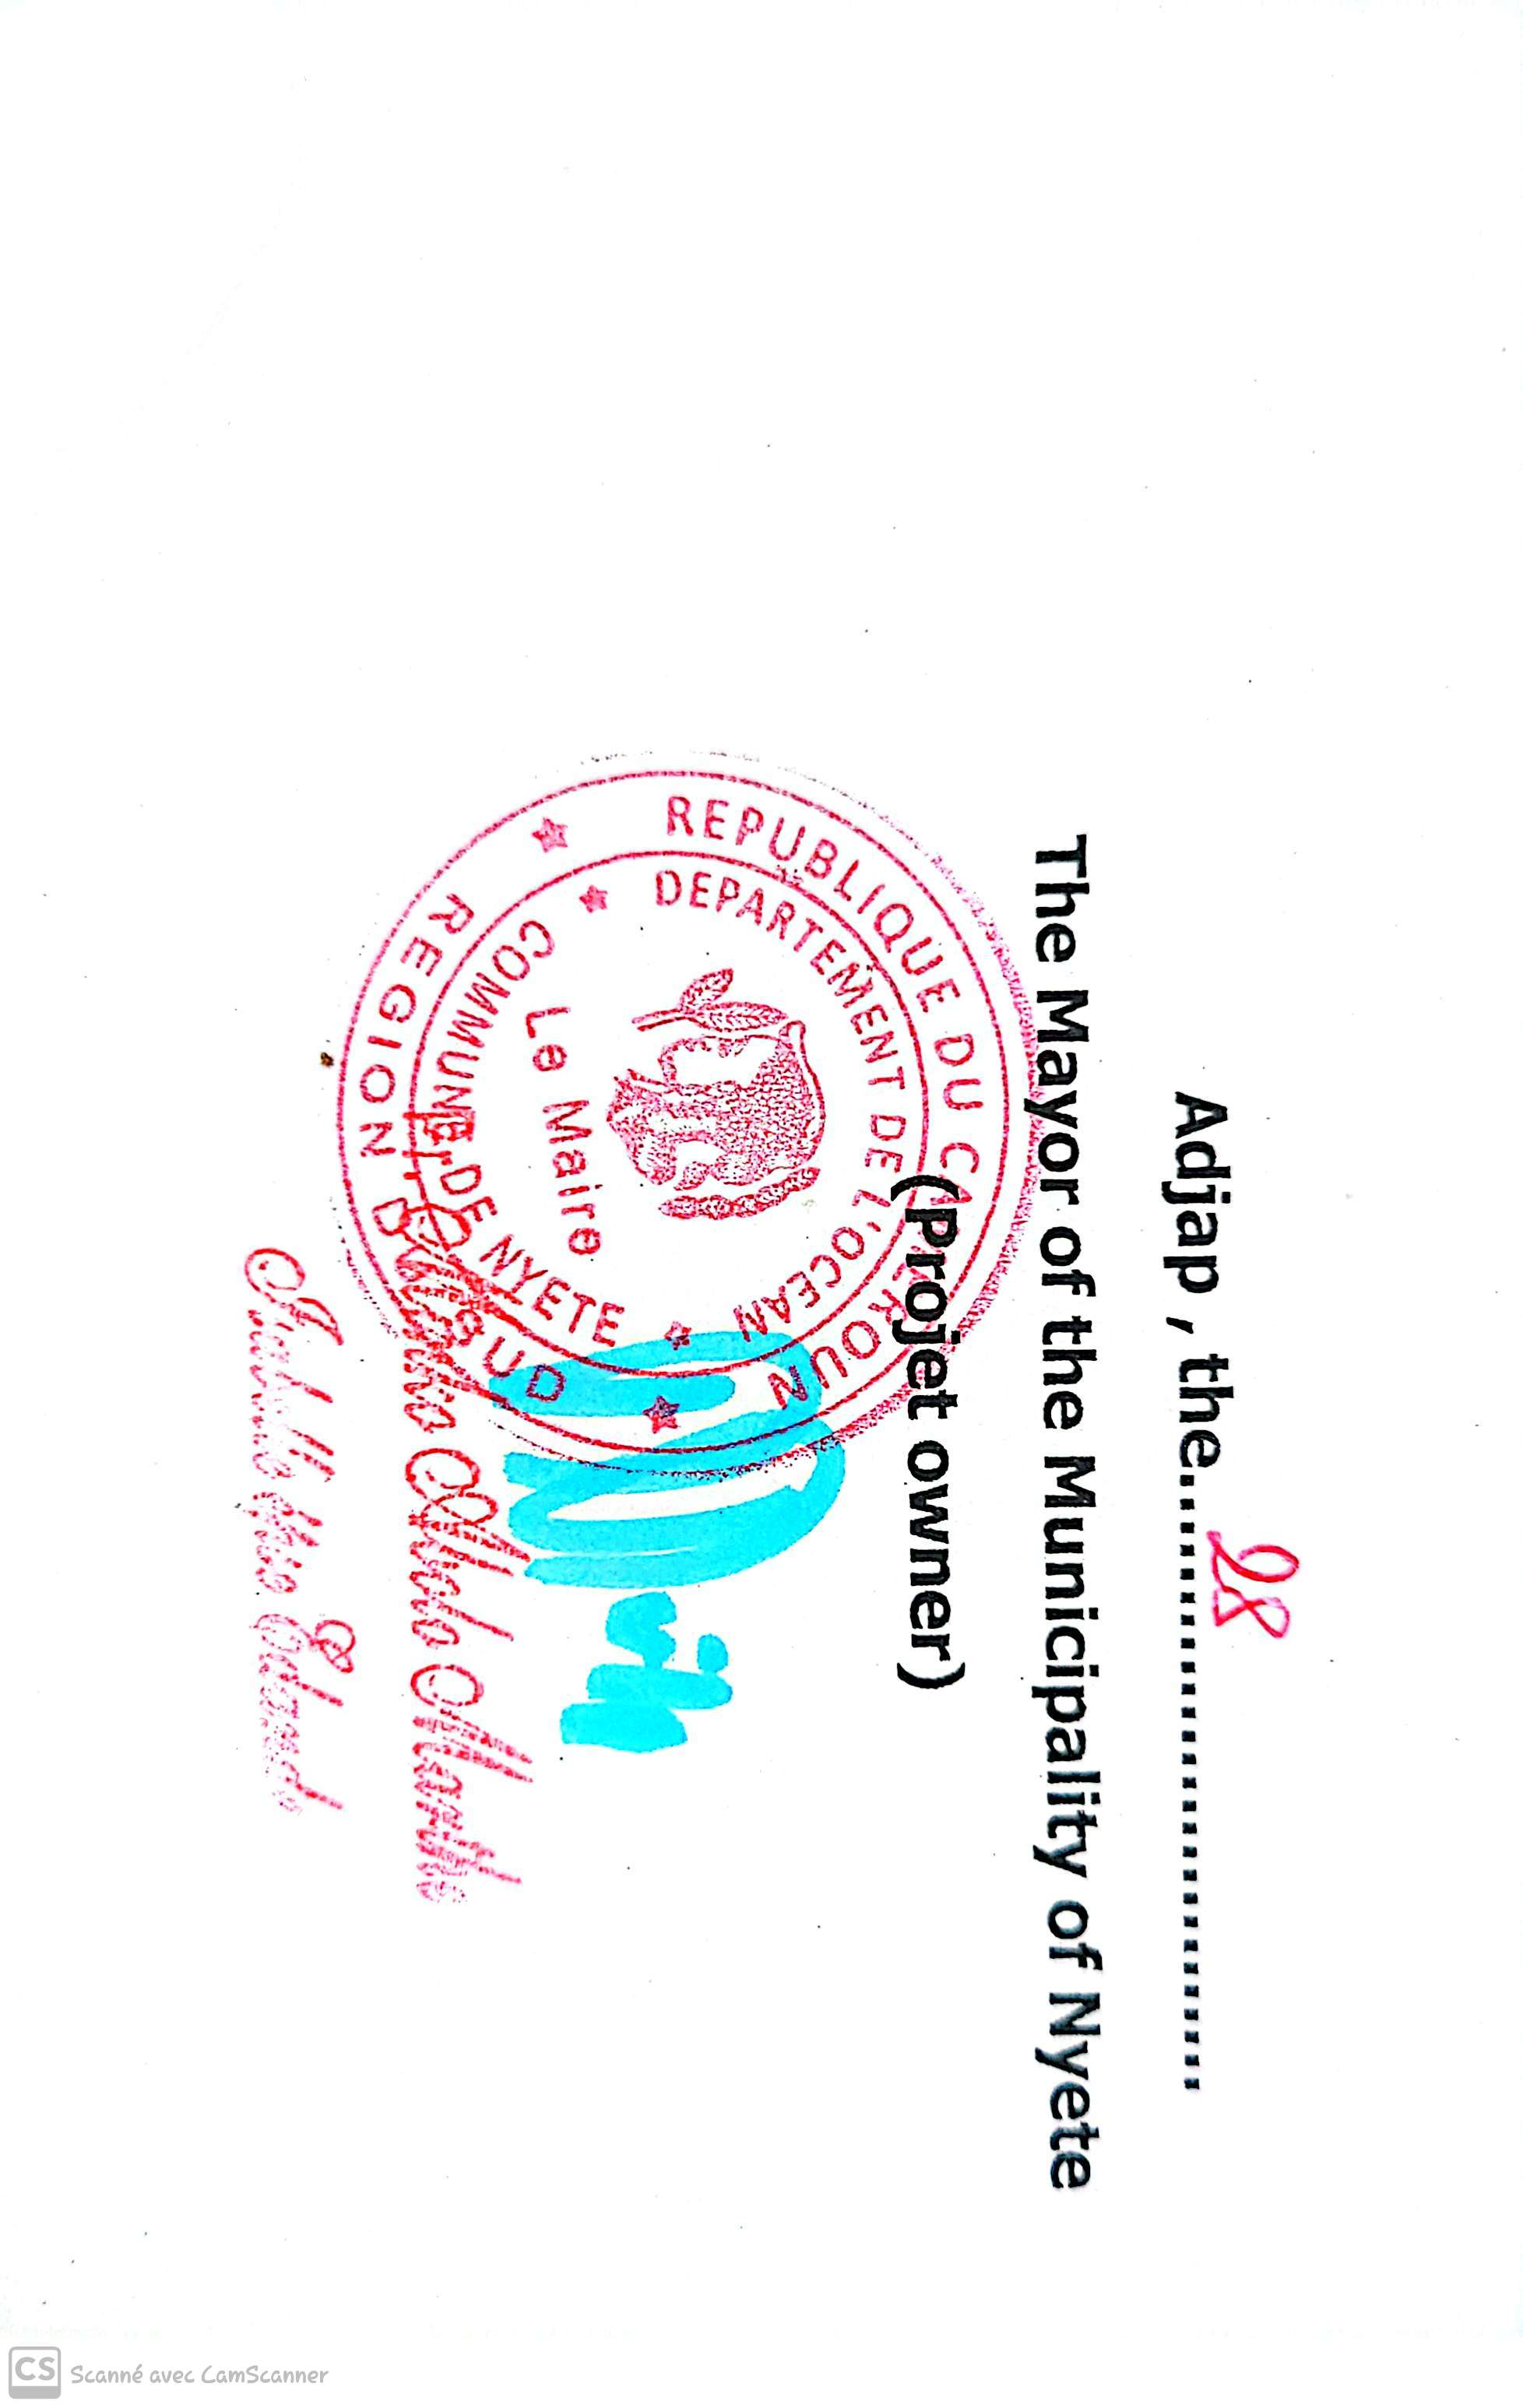 Adjap , the............28............
The Mayor of the Municipality of Nyete
(Projet owner)
REPUBLIQUE DU CAMEROUN
DEPARTEMENT DE L'OCEAN
Le Maire
COMMUNE DE NYETE
REGION DU SUD
CS Scanné avec CamScanner